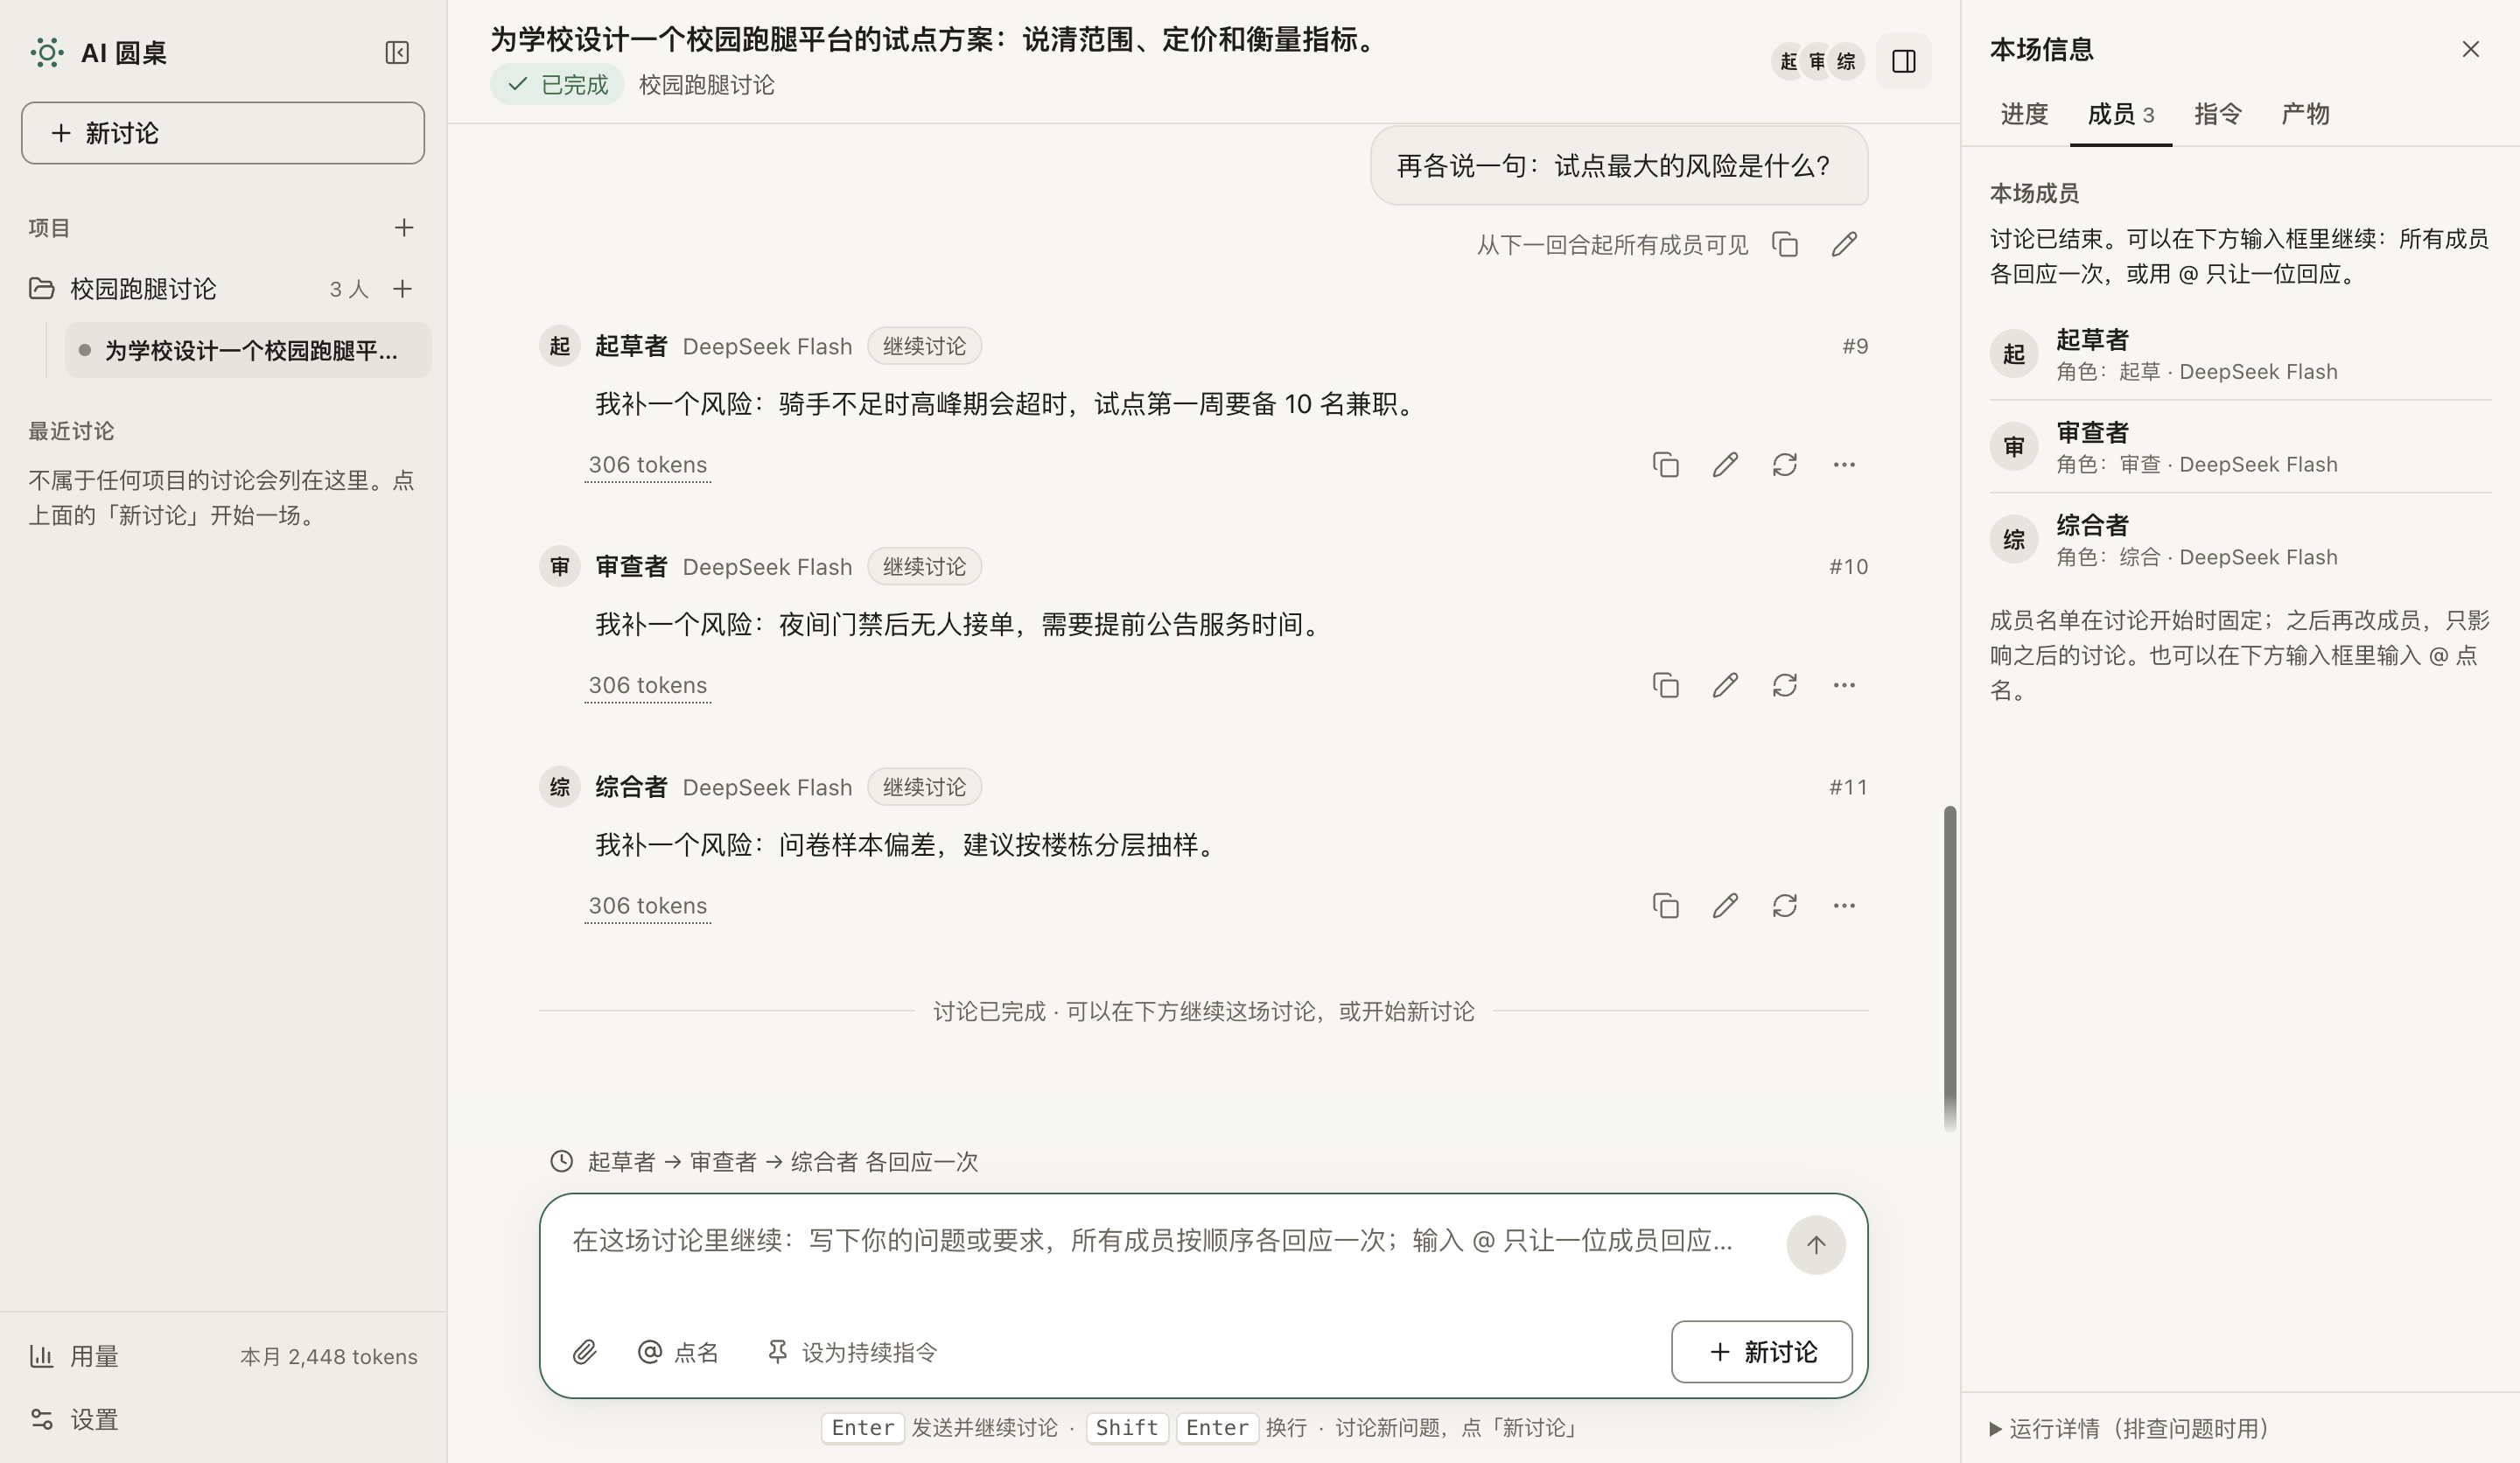 AI 圆桌
新讨论
项目
校园跑腿讨论 3 人
为学校设计一个校园跑腿平...
最近讨论
不属于任何项目的讨论会列在这里。点
上面的「新讨论」开始一场。
用量 本月 2,448 tokens
设置
为学校设计一个校园跑腿平台的试点方案：说清范围、定价和衡量指标。
已完成 校园跑腿讨论
起 审 综
再各说一句：试点最大的风险是什么？
从下一回合起所有成员可见
起 起草者 DeepSeek Flash 继续讨论 #9
我补一个风险：骑手不足时高峰期会超时，试点第一周要备 10 名兼职。
306 tokens
审 审查者 DeepSeek Flash 继续讨论 #10
我补一个风险：夜间门禁后无人接单，需要提前公告服务时间。
306 tokens
综 综合者 DeepSeek Flash 继续讨论 #11
我补一个风险：问卷样本偏差，建议按楼栋分层抽样。
306 tokens
讨论已完成 · 可以在下方继续这场讨论，或开始新讨论
起草者 → 审查者 → 综合者 各回应一次
在这场讨论里继续：写下你的问题或要求，所有成员按顺序各回应一次；输入 @ 只让一位成员回应...
@ 点名 设为持续指令 新讨论
Enter 发送并继续讨论 · Shift Enter 换行 · 讨论新问题，点「新讨论」
本场信息
进度 成员 3 指令 产物
本场成员
讨论已结束。可以在下方输入框里继续：所有成员
各回应一次，或用 @ 只让一位回应。
起 起草者
角色：起草 · DeepSeek Flash
审 审查者
角色：审查 · DeepSeek Flash
综 综合者
角色：综合 · DeepSeek Flash
成员名单在讨论开始时固定；之后再改成员，只影
响之后的讨论。也可以在下方输入框里输入 @ 点
名。
运行详情（排查问题时用）